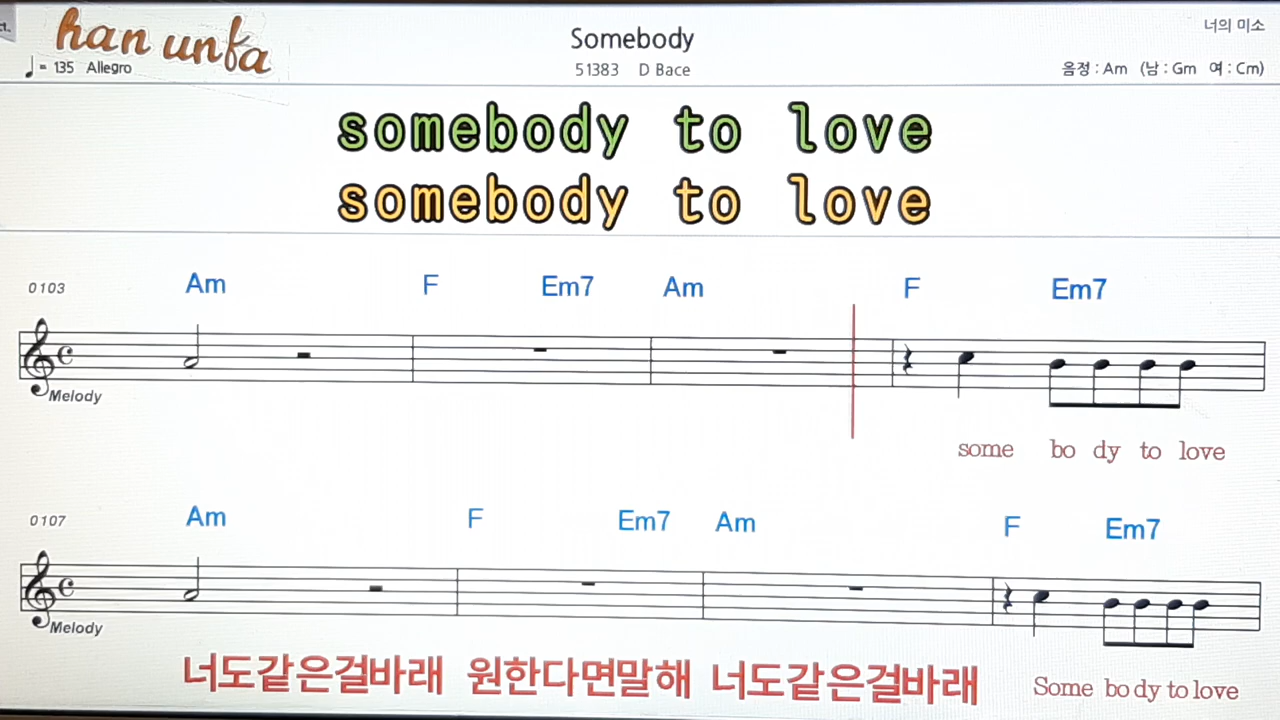 ct.
han unfa
Somebody
너의 미소
♩ = 135 Allegro
51383 D Bace
음정 : Am (남 : Gm 여 : Cm)
somebody to love
somebody to love
0103 Am F Em7 Am F Em7
Melody
some bo dy to love
0107 Am F Em7 Am F Em7
Melody
너도같은걸바래 원한다면말해 너도같은걸바래 Some bo dy to love